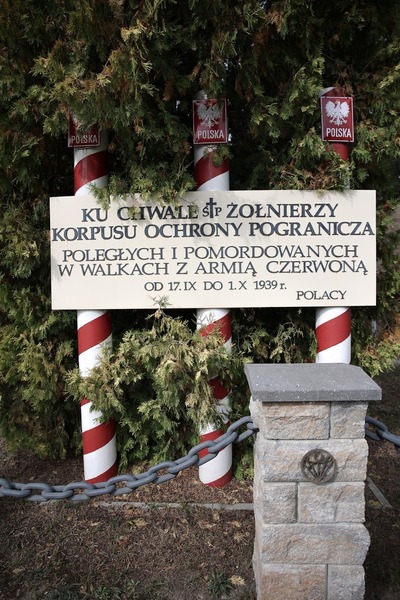 POLSKA
POLSKA
POLSKA
KU CHWALE ŚP ŻOŁNIERZY
KORPUSU OCHRONY POGRANICZA
POLEGŁYCH I POMORDOWANYCH
W WALKACH Z ARMIĄ CZERWONĄ
OD 17.IX DO 1.X 1939 r.
POLACY